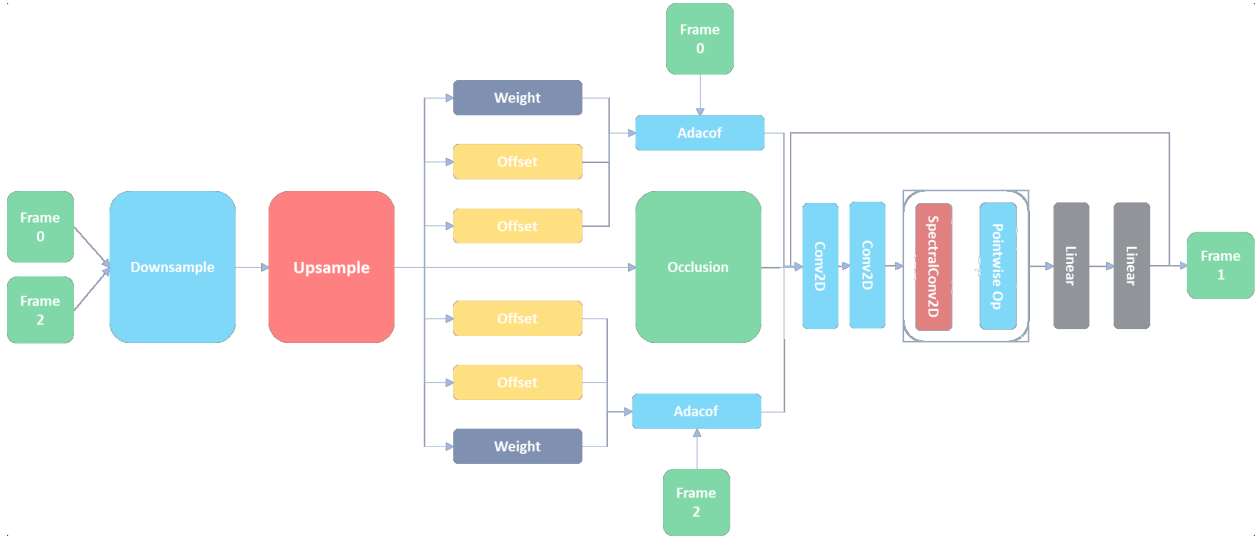 Frame
0
Weight
Adacof
Offset
Frame
0
Offset
Downsample
Upsample
Occlusion
Conv2D
Conv2D
SpectralConv2D
Pointwise Op
Linear
Linear
Frame
1
Frame
2
Offset
Offset
Adacof
Weight
Frame
2